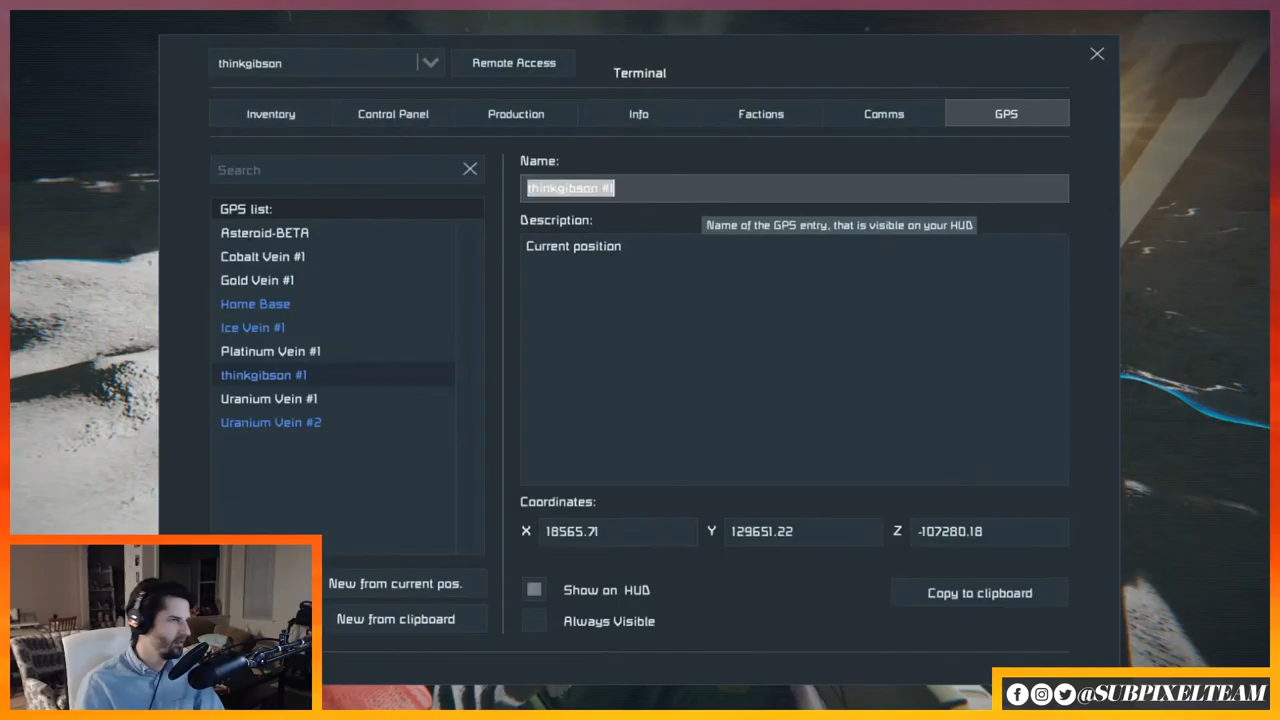 thinkgibson
Remote Access
Terminal
Inventory
Control Panel
Production
Info
Factions
Comms
GPS
Search
GPS list:
Asteroid-BETA
Cobalt Vein #1
Gold Vein #1
Home Base
Ice Vein #1
Platinum Vein #1
thinkgibson #1
Uranium Vein #1
Uranium Vein #2
New from current pos.
New from clipboard
Name:
thinkgibson #1
Description:
Name of the GPS entry, that is visible on your HUD
Current position
Coordinates:
X 18565.71 Y 129651.22 Z -107280.18
Show on HUD
Copy to clipboard
Always Visible
@SUBPIXELTEAM